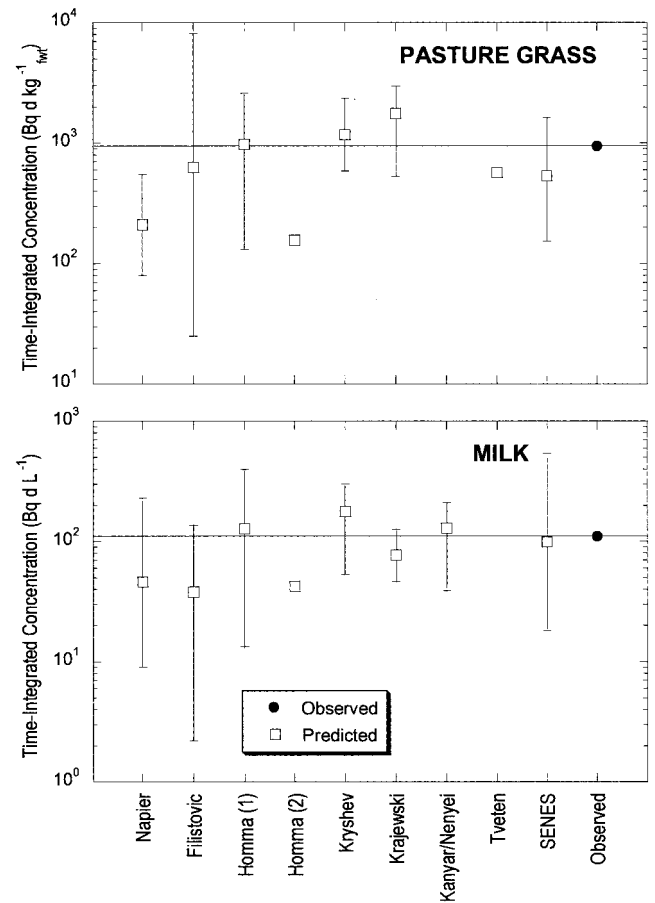 10⁴
PASTURE GRASS
Time-Integrated Concentration (Bq d kg⁻¹ fwt)
10³
10²
10¹
10³
MILK
Time-Integrated Concentration (Bq d L⁻¹)
10²
10¹
Observed
Predicted
10⁰
Napier
Filistovic
Homma (1)
Homma (2)
Kryshev
Krajewski
Kanyar/Nenyei
Tveten
SENES
Observed